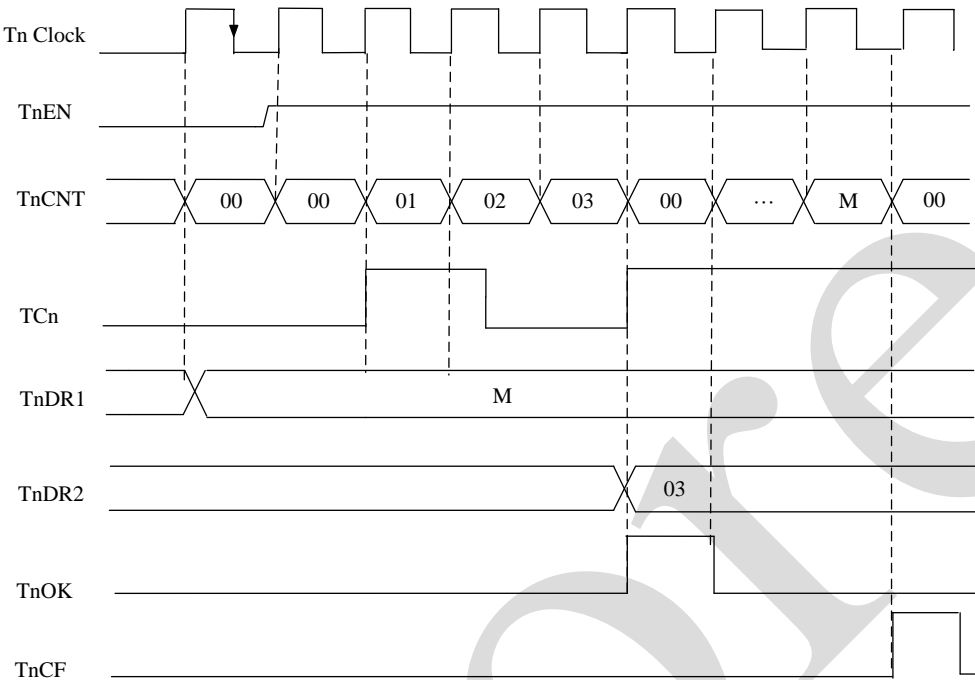 Tn Clock
TnEN
TnCNT 00 00 01 02 03 00 ... M 00
TCn
TnDR1 M
TnDR2 03
TnOK
TnCF